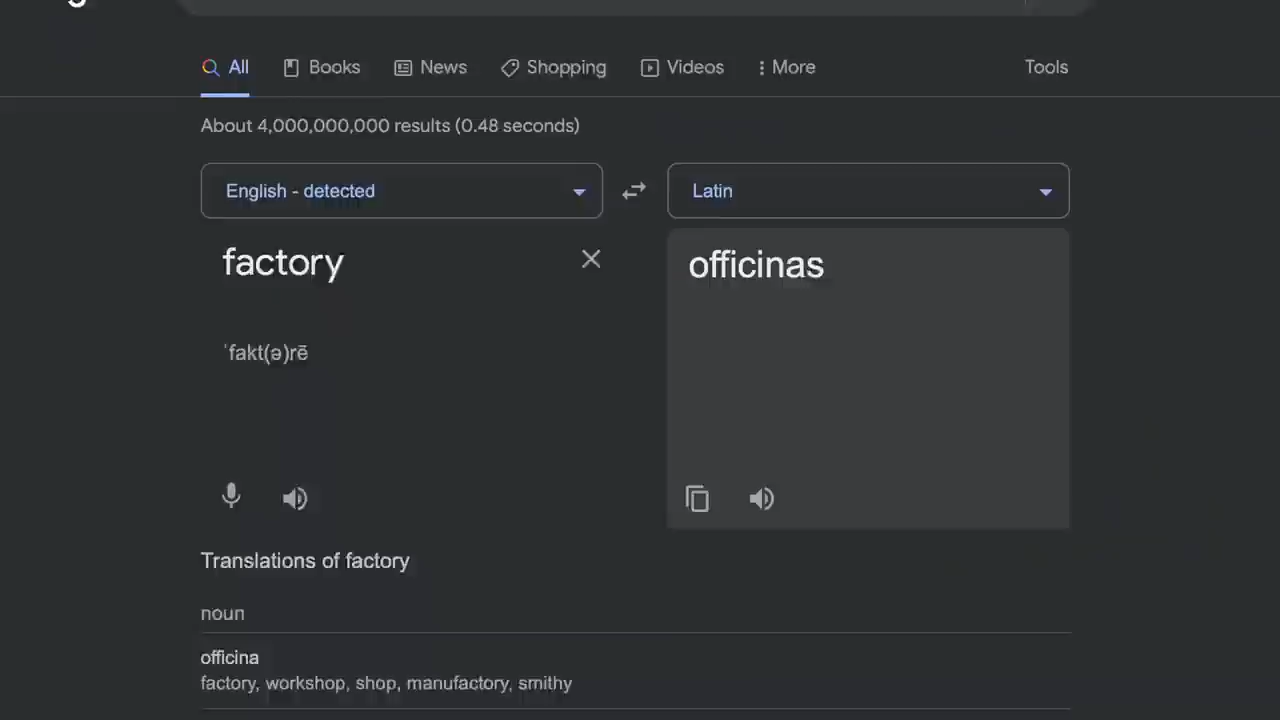 All Books News Shopping Videos More Tools
About 4,000,000,000 results (0.48 seconds)
English - detected Latin
factory officinas
ˈfakt(ə)rē
Translations of factory
noun
officina
factory, workshop, shop, manufactory, smithy